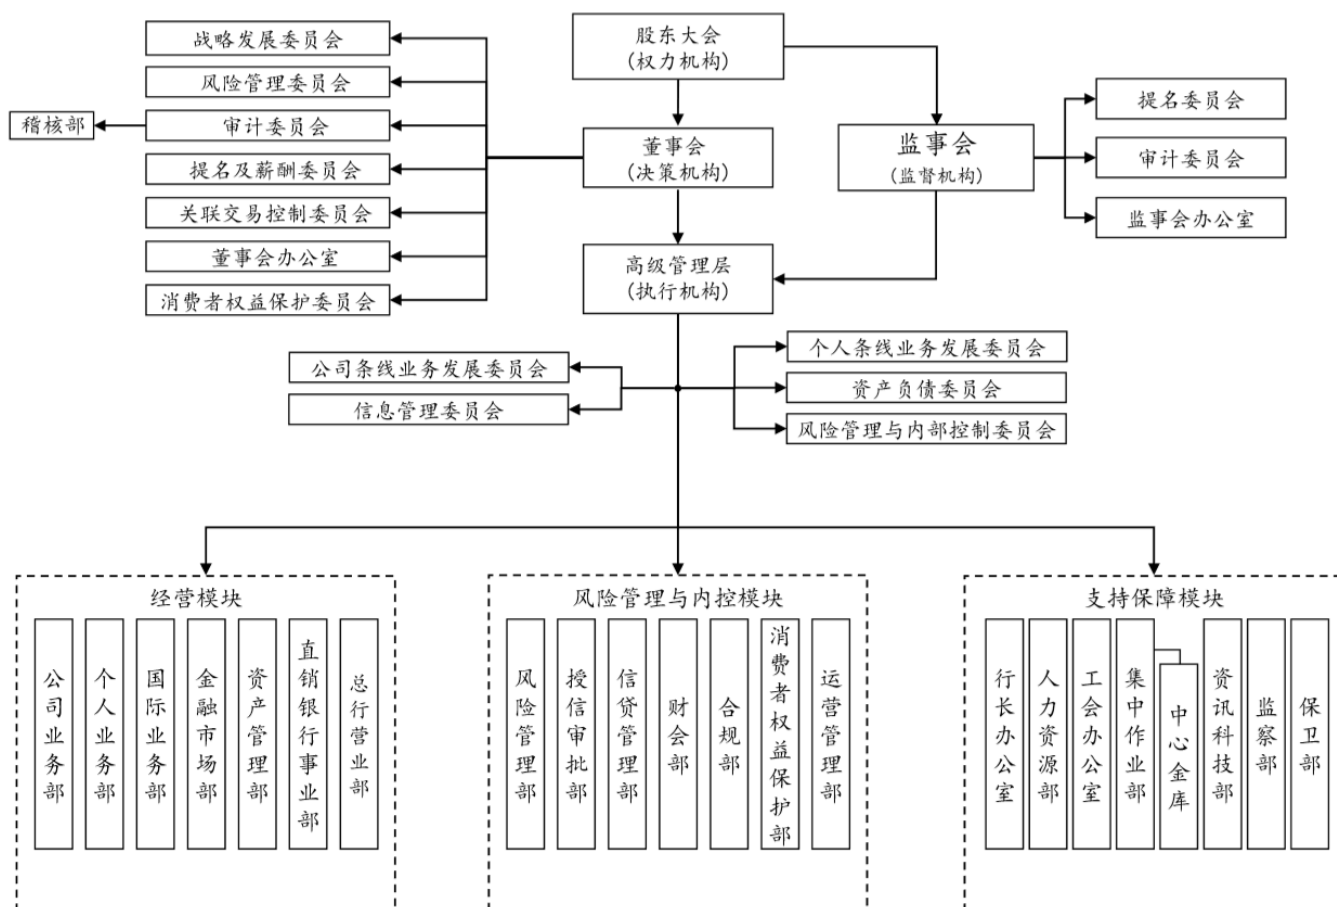 股东大会
(权力机构)
战略发展委员会
风险管理委员会
稽核部
审计委员会
提名及薪酬委员会
关联交易控制委员会
董事会办公室
消费者权益保护委员会
董事会
(决策机构)
监事会
(监督机构)
提名委员会
审计委员会
监事会办公室
高级管理层
(执行机构)
公司条线业务发展委员会
信息管理委员会
个人条线业务发展委员会
资产负债委员会
风险管理与内部控制委员会
经营模块
公司业务部
个人业务部
国际业务部
金融市场部
资产管理部
直销银行事业部
总行营业部
风险管理与内控模块
风险管理部
授信审批部
信贷管理部
财会部
合规部
消费者权益保护部
运营管理部
支持保障模块
行长办公室
人力资源部
工会办公室
集中作业部
中心金库
资讯科技部
监察部
保卫部